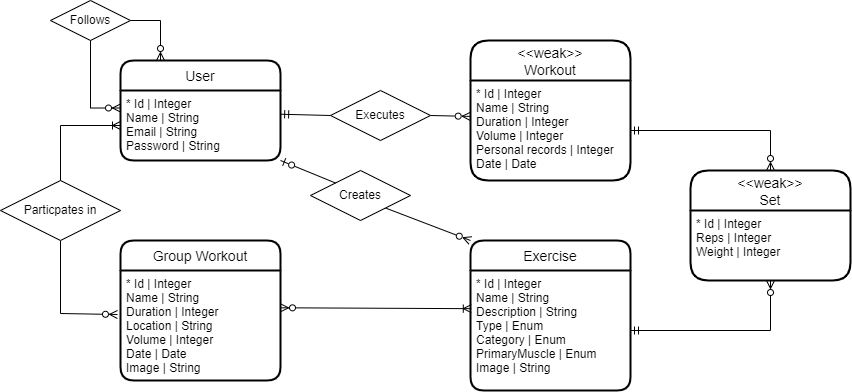 Follows
User
* Id | Integer
Name | String
Email | String
Password | String
Executes
<<weak>>
Workout
* Id | Integer
Name | String
Duration | Integer
Volume | Integer
Personal records | Integer
Date | Date
Particpates in
Creates
<<weak>>
Set
* Id | Integer
Reps | Integer
Weight | Integer
Group Workout
* Id | Integer
Name | String
Duration | Integer
Location | String
Volume | Integer
Date | Date
Image | String
Exercise
* Id | Integer
Name | String
Description | String
Type | Enum
Category | Enum
PrimaryMuscle | Enum
Image | String